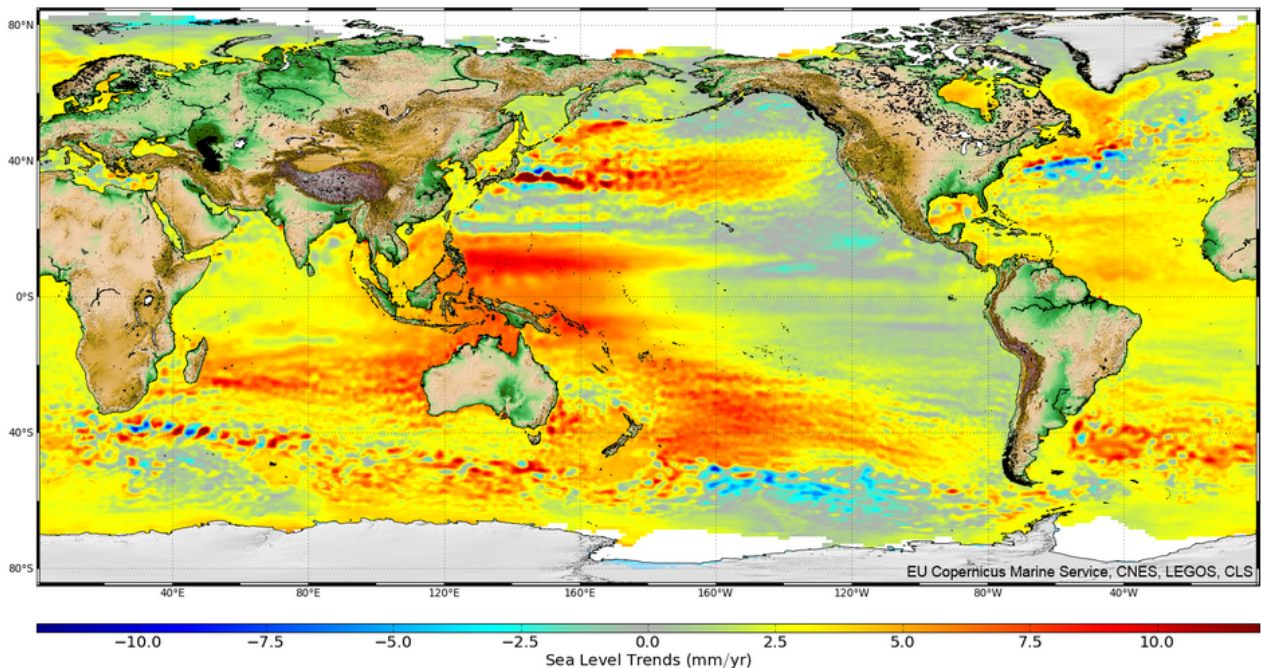 80°N
40°N
0°S
40°S
80°S
EU Copernicus Marine Service, CNES, LEGOS, CLS
40°E 80°E 120°E 160°E 160°W 120°W 80°W 40°W
−10.0 −7.5 −5.0 −2.5 0.0 2.5 5.0 7.5 10.0
Sea Level Trends (mm/yr)